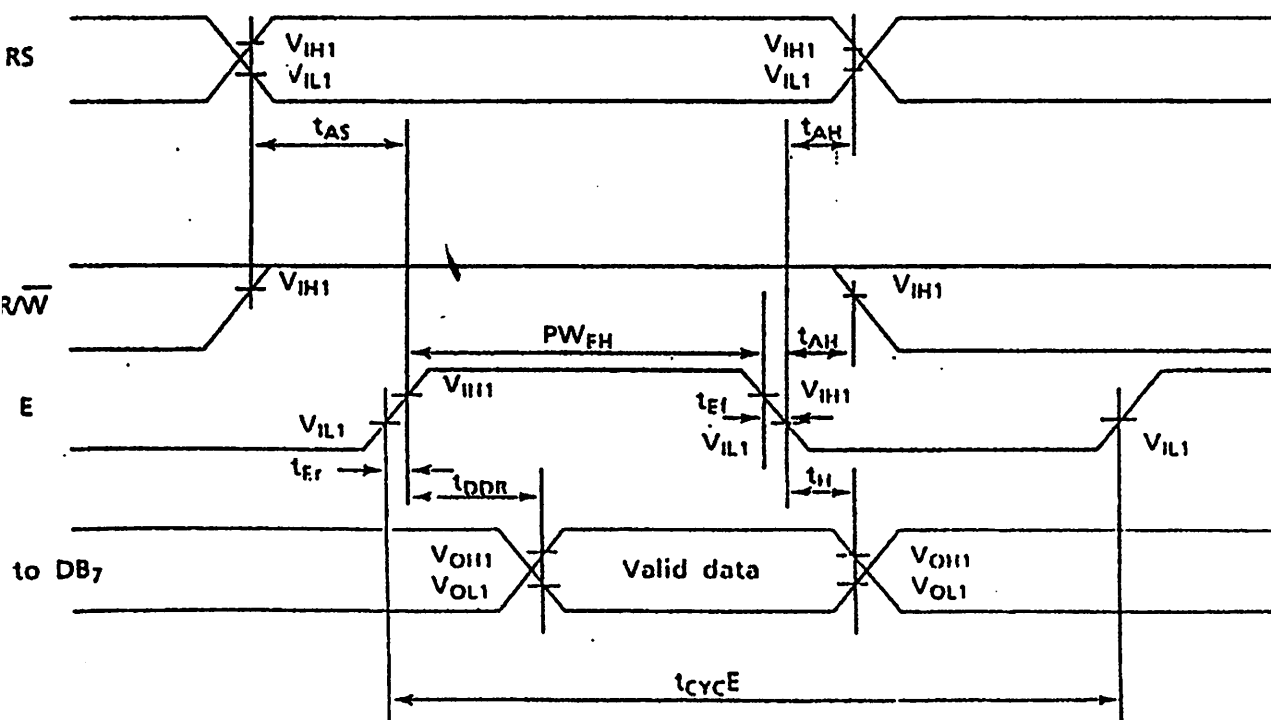 RS
VIH1
VIH1
VIL1
VIL1
tAS
tAH
R/W
VIH1
VIH1
PWEH
tAH
E
VIH1
VIH1
tEf
VIL1
VIL1
VIL1
tEr
tDDR
tH
to DB7
VOH1
Valid data
VOH1
VOL1
VOL1
tCYCE